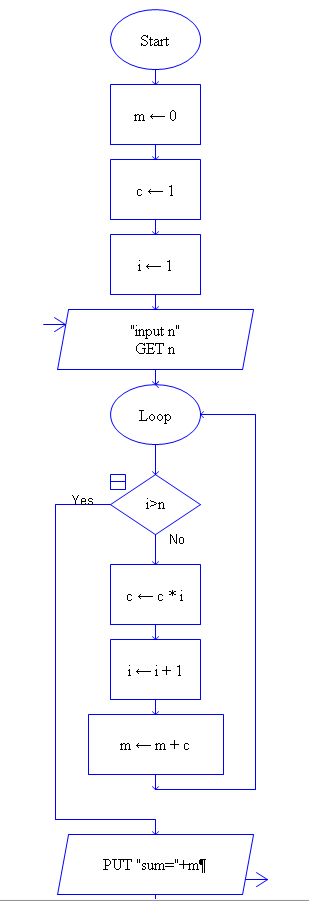 Start
m ← 0
c ← 1
i ← 1
"input n"
GET n
Loop
i>n
Yes
No
c ← c * i
i ← i + 1
m ← m + c
PUT "sum="+m¶